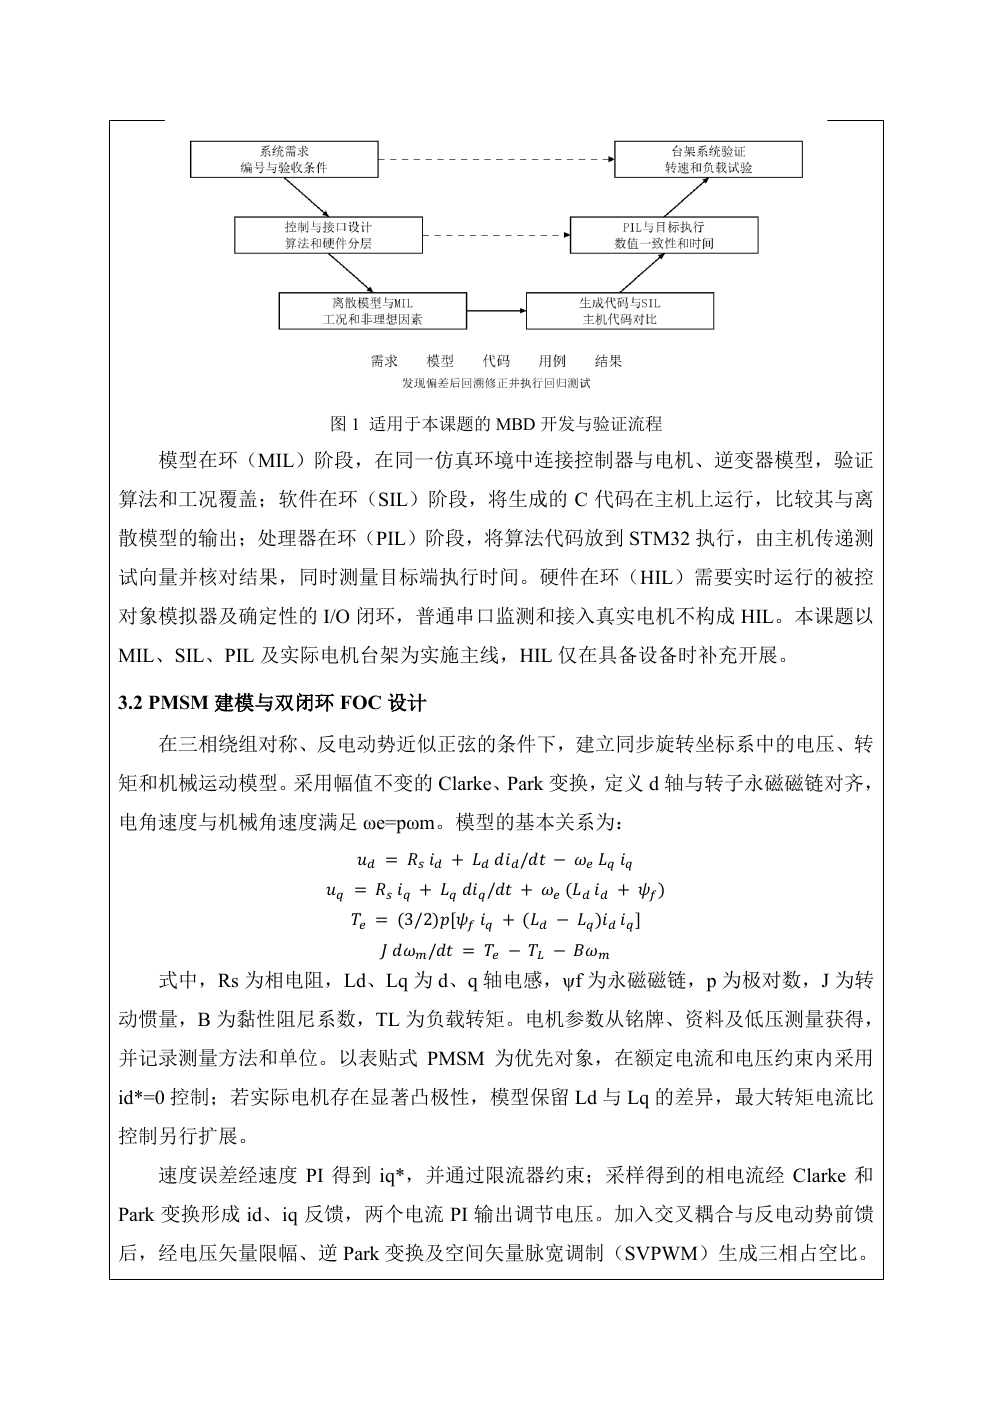 系统需求
编号与验收条件
台架系统验证
转速和负载试验
控制与接口设计
算法和硬件分层
PIL与目标执行
数值一致性和时间
离散模型与MIL
工况和非理想因素
生成代码与SIL
主机代码对比
需求 模型 代码 用例 结果
发现偏差后回溯修正并执行回归测试
图 1 适用于本课题的 MBD 开发与验证流程
模型在环（MIL）阶段，在同一仿真环境中连接控制器与电机、逆变器模型，验证
算法和工况覆盖；软件在环（SIL）阶段，将生成的 C 代码在主机上运行，比较其与离
散模型的输出；处理器在环（PIL）阶段，将算法代码放到 STM32 执行，由主机传递测
试向量并核对结果，同时测量目标端执行时间。硬件在环（HIL）需要实时运行的被控
对象模拟器及确定性的 I/O 闭环，普通串口监测和接入真实电机不构成 HIL。本课题以
MIL、SIL、PIL 及实际电机台架为实施主线，HIL 仅在具备设备时补充开展。
3.2 PMSM 建模与双闭环 FOC 设计
在三相绕组对称、反电动势近似正弦的条件下，建立同步旋转坐标系中的电压、转
矩和机械运动模型。采用幅值不变的 Clarke、Park 变换，定义 d 轴与转子永磁磁链对齐，
电角速度与机械角速度满足 ωe=pωm。模型的基本关系为：
u_d = R_s i_d + L_d di_d/dt − ω_e L_q i_q
u_q = R_s i_q + L_q di_q/dt + ω_e (L_d i_d + ψ_f)
T_e = (3/2)p[ψ_f i_q + (L_d − L_q)i_d i_q]
J dω_m/dt = T_e − T_L − Bω_m
式中，Rs 为相电阻，Ld、Lq 为 d、q 轴电感，ψf 为永磁磁链，p 为极对数，J 为转
动惯量，B 为黏性阻尼系数，TL 为负载转矩。电机参数从铭牌、资料及低压测量获得，
并记录测量方法和单位。以表贴式 PMSM 为优先对象，在额定电流和电压约束内采用
id*=0 控制；若实际电机存在显著凸极性，模型保留 Ld 与 Lq 的差异，最大转矩电流比
控制另行扩展。
速度误差经速度 PI 得到 iq*，并通过限流器约束；采样得到的相电流经 Clarke 和
Park 变换形成 id、iq 反馈，两个电流 PI 输出调节电压。加入交叉耦合与反电动势前馈
后，经电压矢量限幅、逆 Park 变换及空间矢量脉宽调制（SVPWM）生成三相占空比。